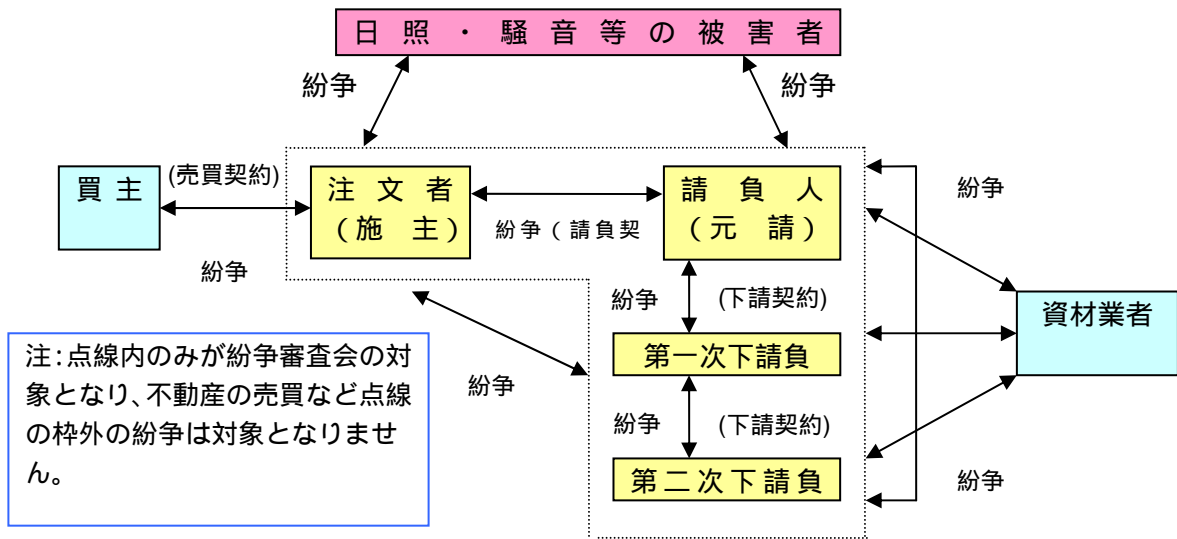 日照・騒音等の被害者
紛争
紛争
買主
(売買契約)
紛争
注文者
(施主)
紛争(請負契
請負人
(元請)
紛争
資材業者
紛争
(下請契約)
第一次下請負
紛争
紛争
(下請契約)
第二次下請負
紛争
注:点線内のみが紛争審査会の対
象となり、不動産の売買など点線
の枠外の紛争は対象となりませ
ん。